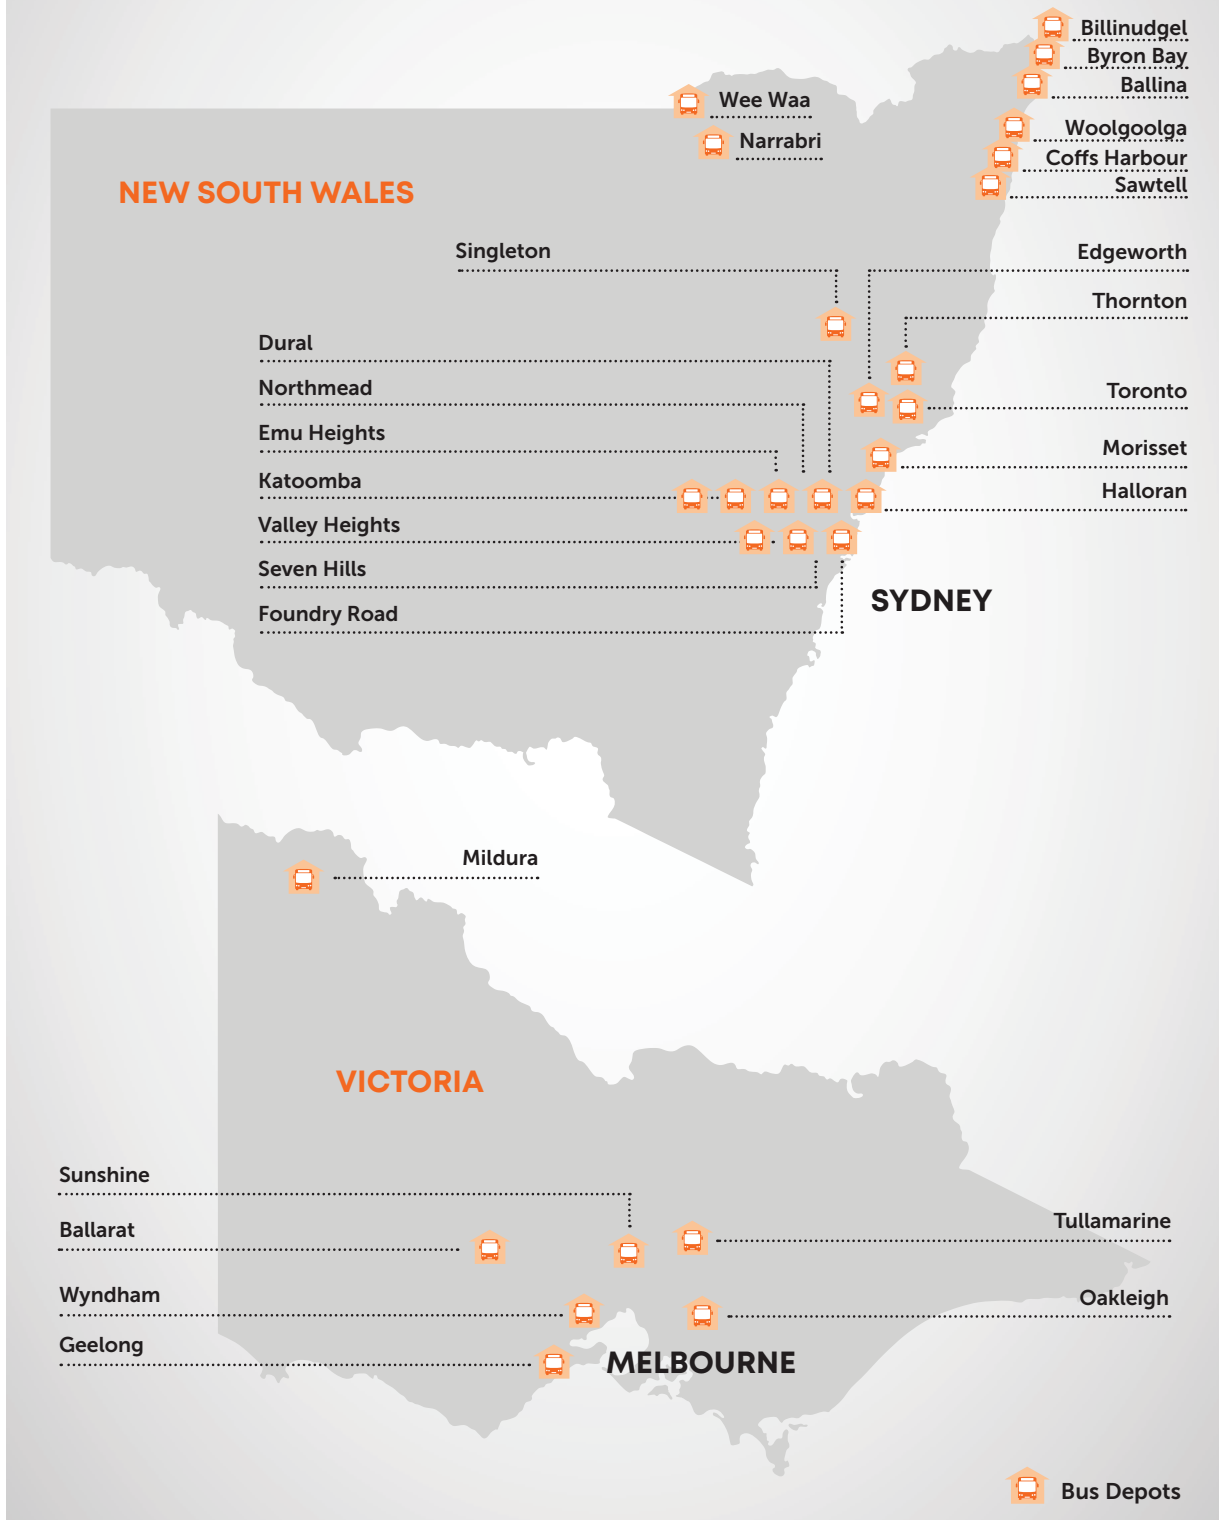 Billinudgel
Byron Bay
Ballina
Wee Waa
Woolgoolga
Narrabri
Coffs Harbour
Sawtell
NEW SOUTH WALES
Singleton
Edgeworth
Thornton
Dural
Northmead
Toronto
Emu Heights
Morisset
Katoomba
Halloran
Valley Heights
Seven Hills
SYDNEY
Foundry Road
Mildura
VICTORIA
Sunshine
Tullamarine
Ballarat
Wyndham
Oakleigh
Geelong
MELBOURNE
Bus Depots